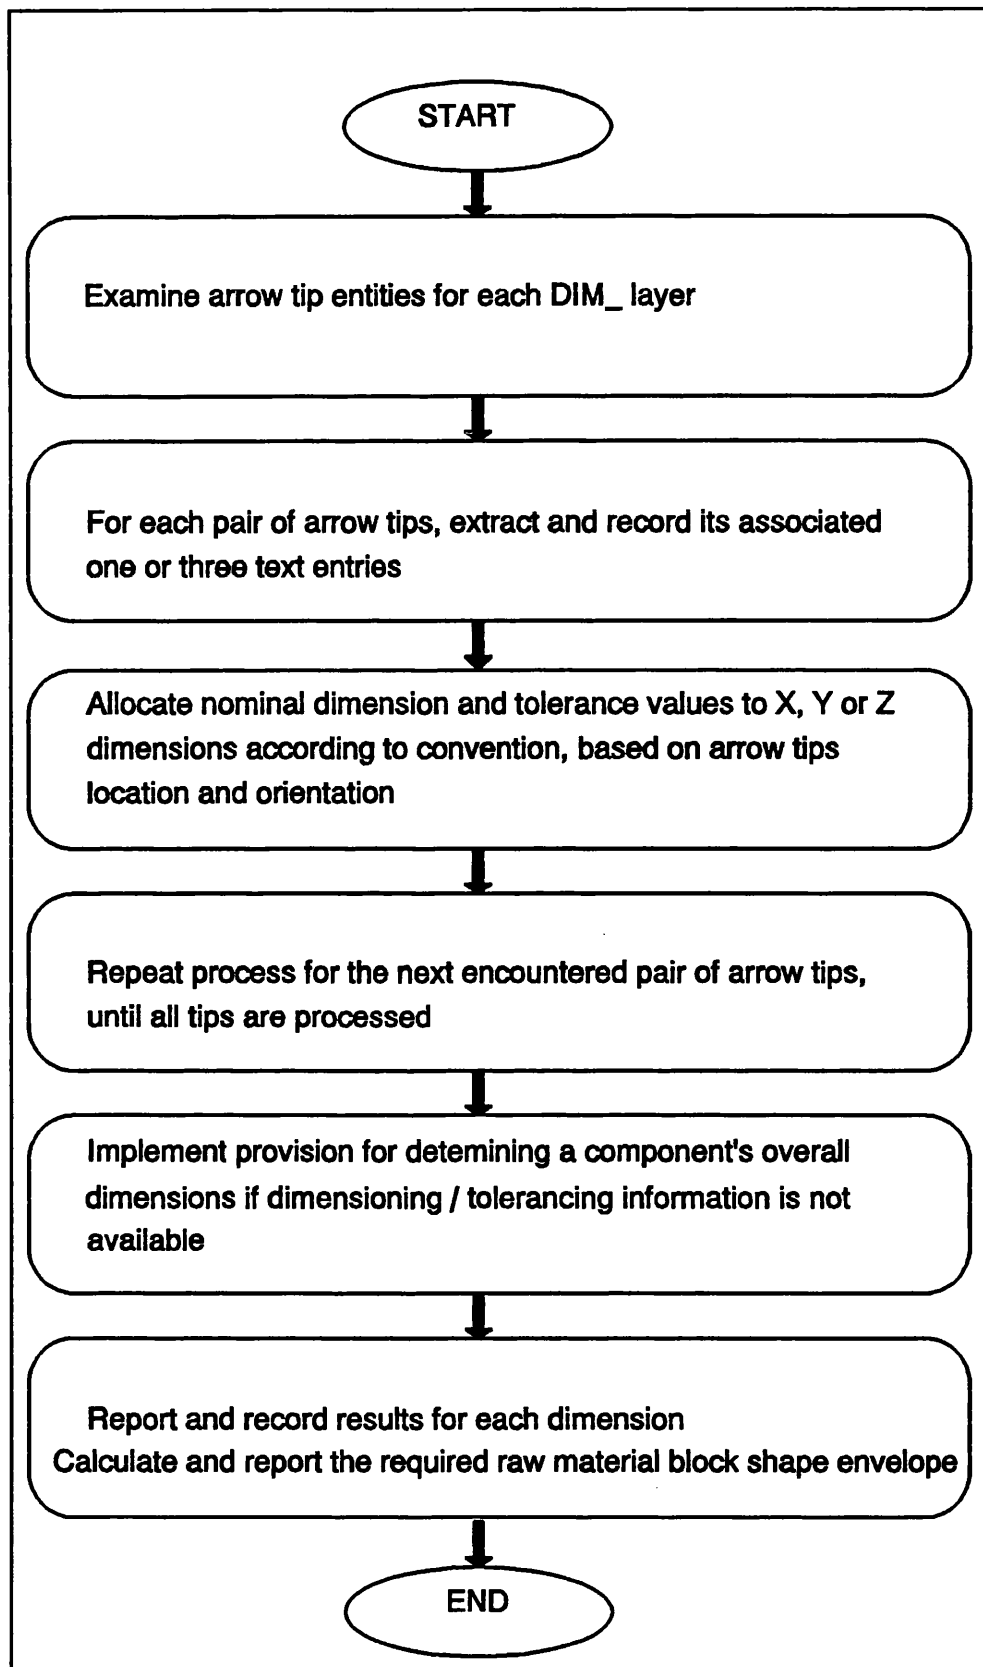 START
Examine arrow tip entities for each DIM_ layer
For each pair of arrow tips, extract and record its associated
one or three text entries
Allocate nominal dimension and tolerance values to X, Y or Z
dimensions according to convention, based on arrow tips
location and orientation
Repeat process for the next encountered pair of arrow tips,
until all tips are processed
Implement provision for detemining a component's overall
dimensions if dimensioning / tolerancing information is not
available
Report and record results for each dimension
Calculate and report the required raw material block shape envelope
END